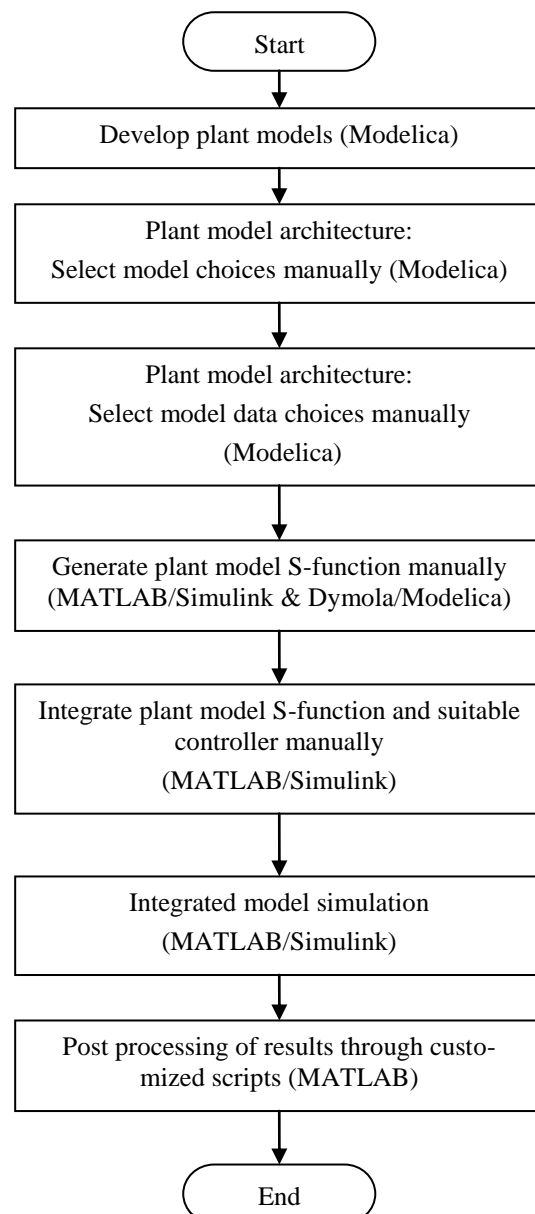 Start
Develop plant models (Modelica)
Plant model architecture:
Select model choices manually (Modelica)
Plant model architecture:
Select model data choices manually
(Modelica)
Generate plant model S-function manually
(MATLAB/Simulink & Dymola/Modelica)
Integrate plant model S-function and suitable
controller manually
(MATLAB/Simulink)
Integrated model simulation
(MATLAB/Simulink)
Post processing of results through custo-
mized scripts (MATLAB)
End